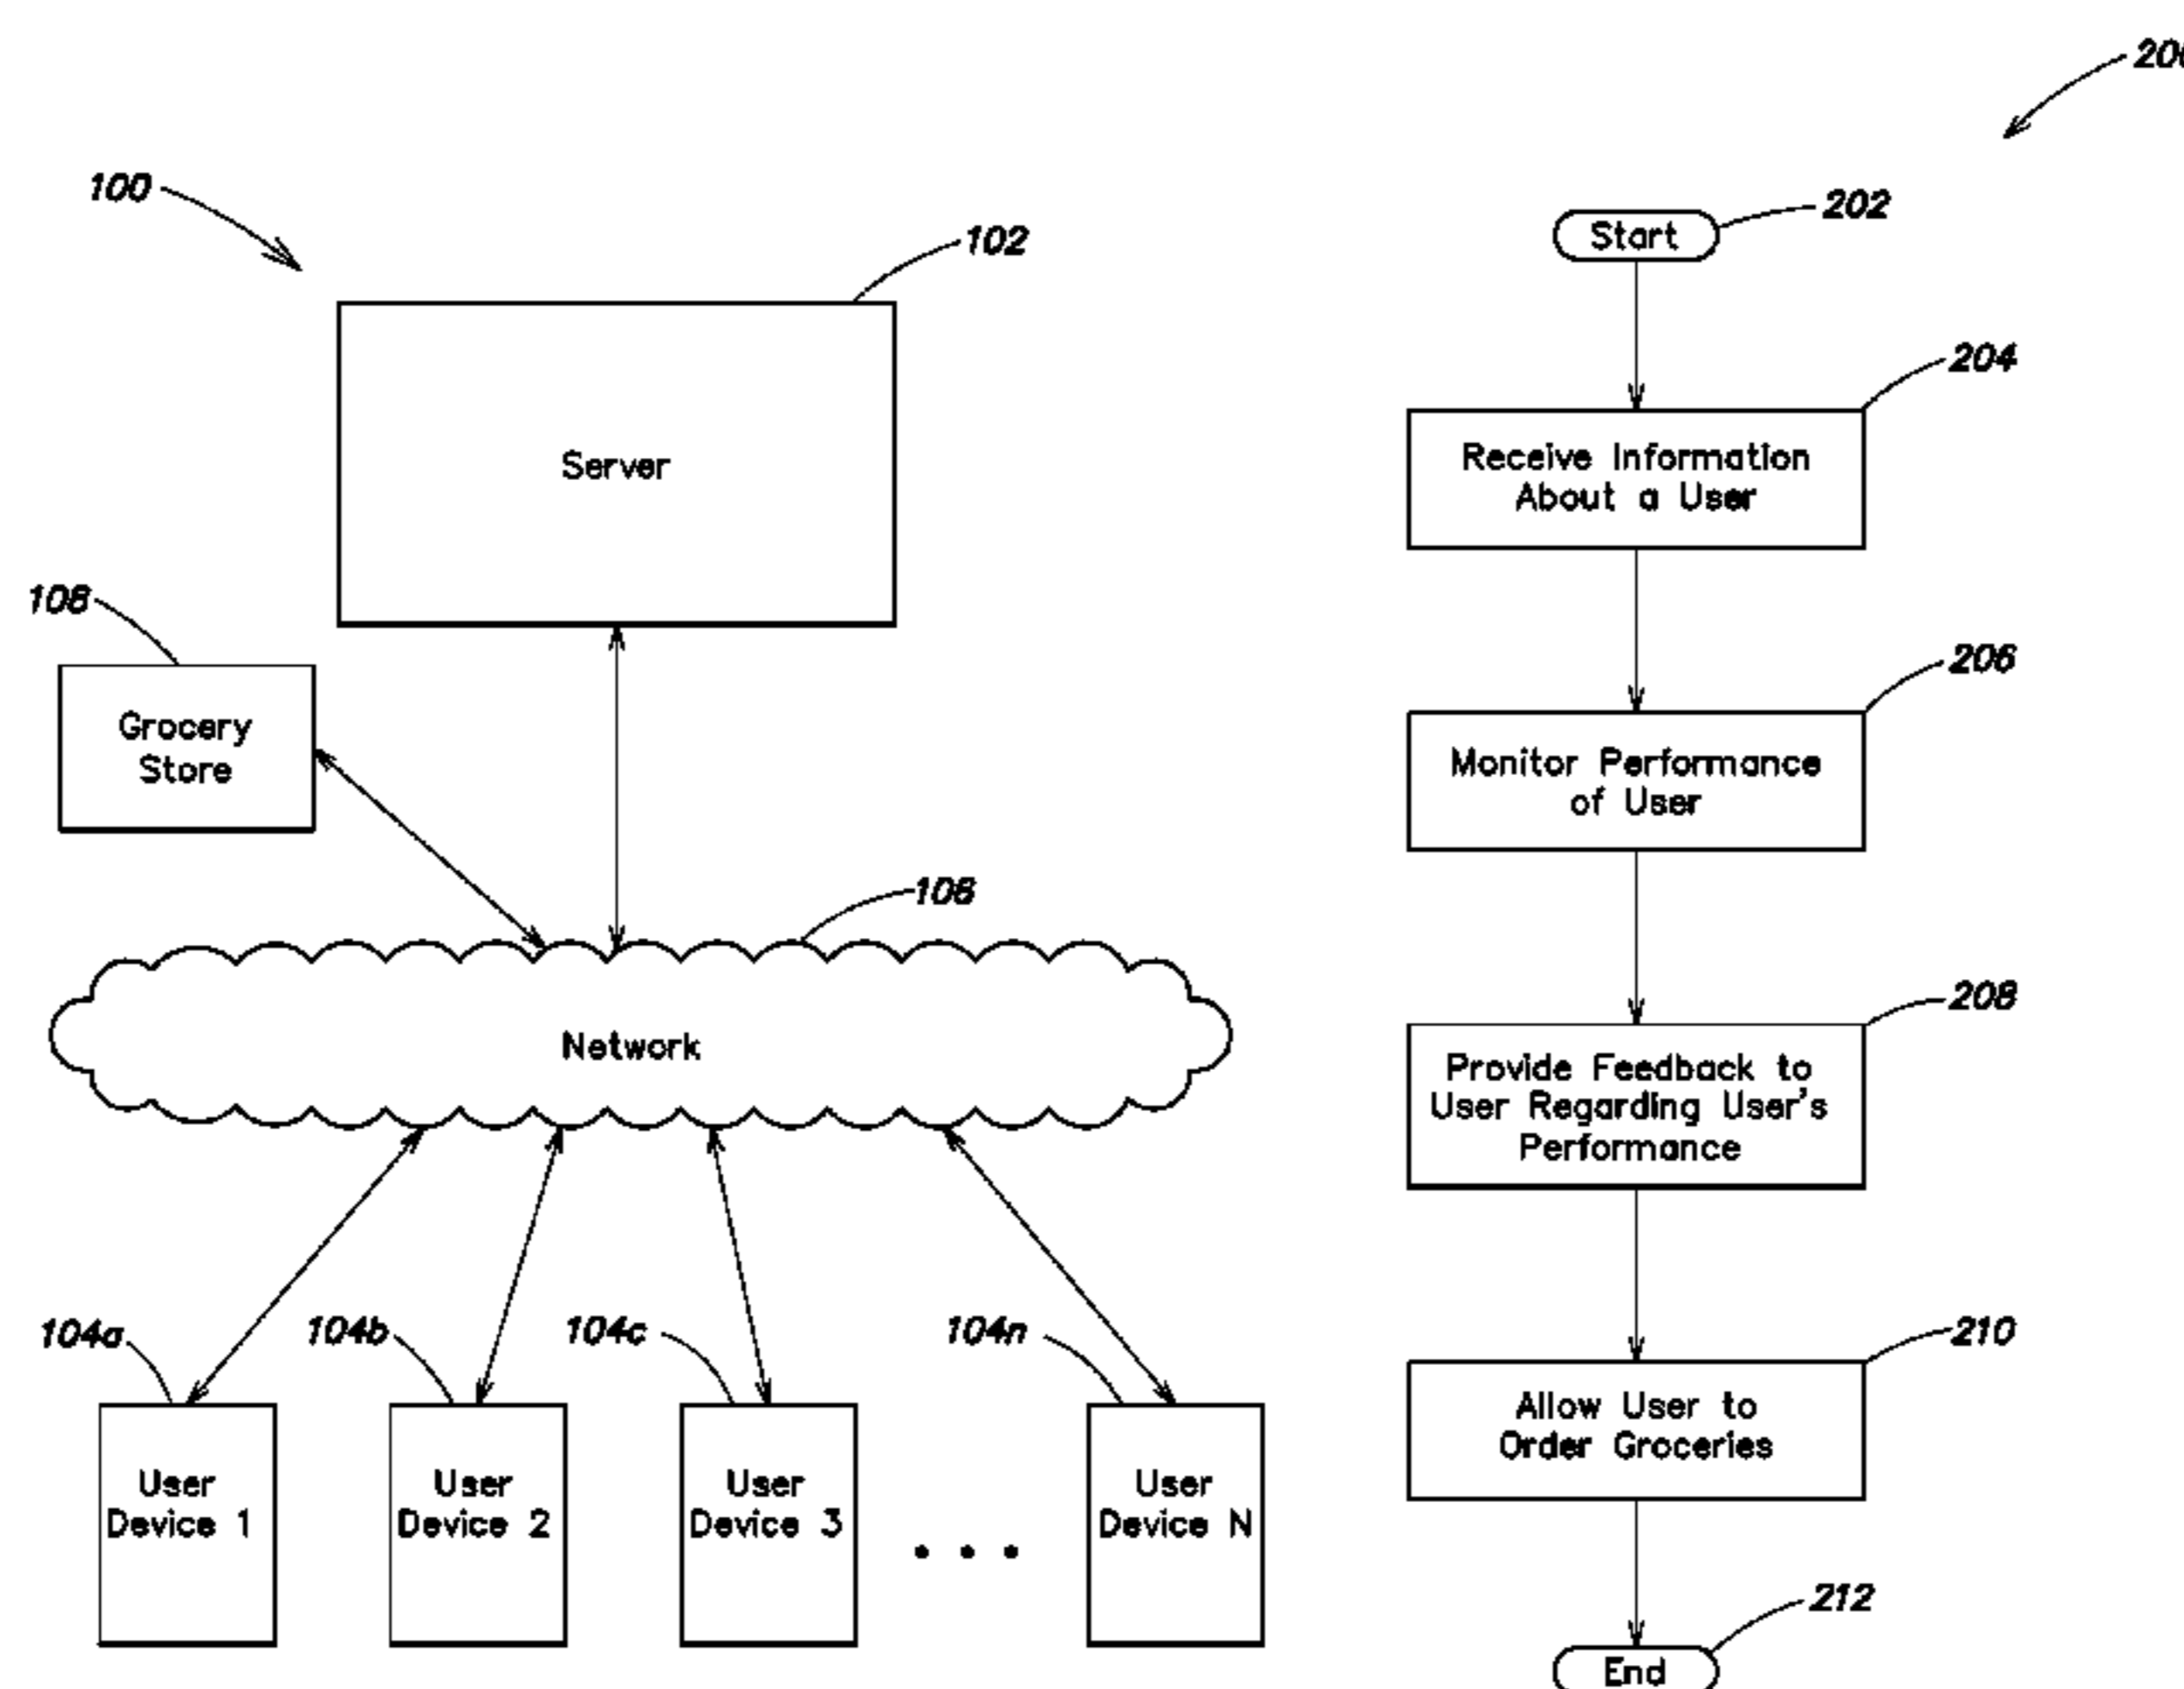 200
100
202
Start
102
204
Receive Information
About a User
Server
108
206
Grocery
Store
Monitor Performance
of User
106
208
Network
Provide Feedback to
User Regarding User's
Performance
104a
104b
104c
104n
210
Allow User to
Order Groceries
User
Device 1
User
Device 2
User
Device 3
. . .
User
Device N
212
End